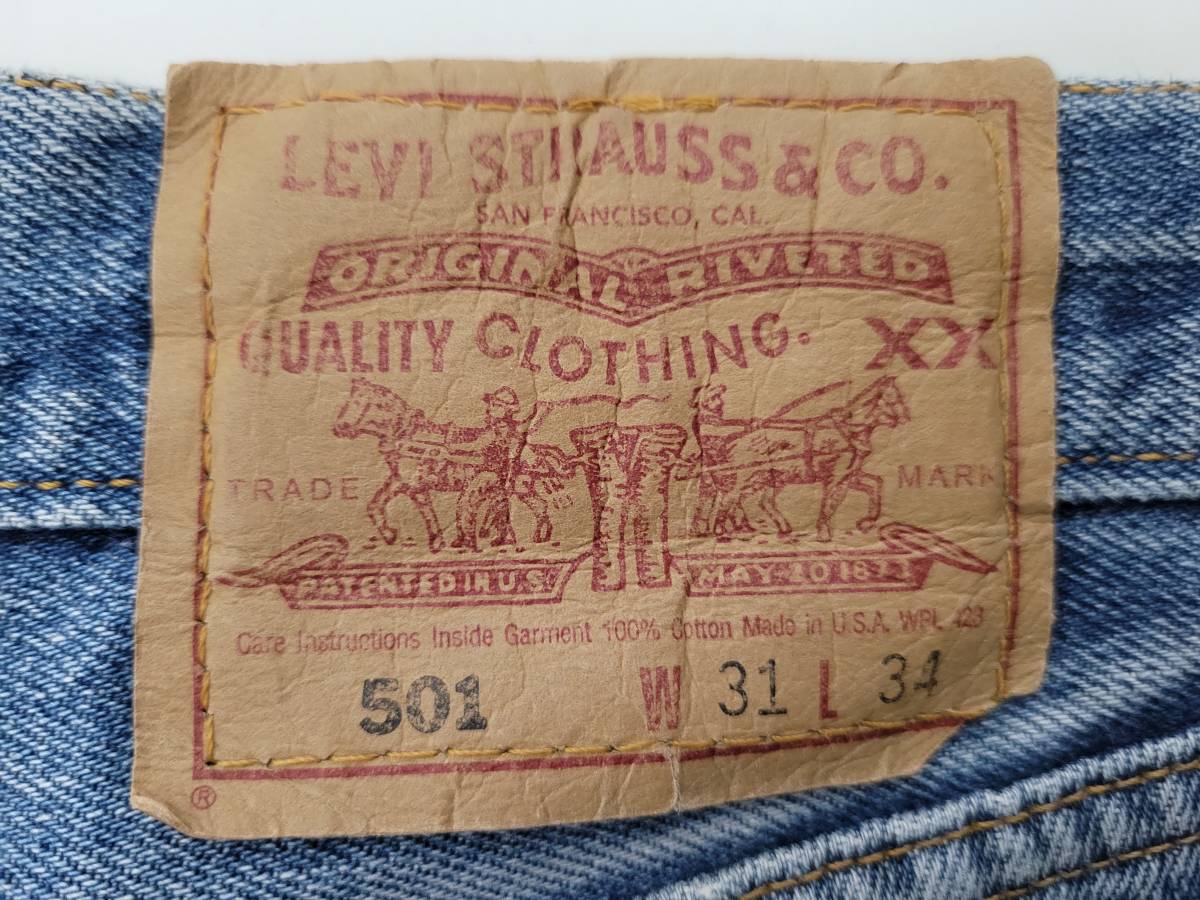 LEVI STRAUSS & CO.
SAN FRANCISCO, CAL.
ORIGINAL RIVETED
QUALITY CLOTHING. XX
TRADE MARK
PATENTED IN U.S. MAY 20 1873
Care Instructions Inside Garment 100% Cotton Made in U.S.A. WPL 423
501 W 31 L 34
®